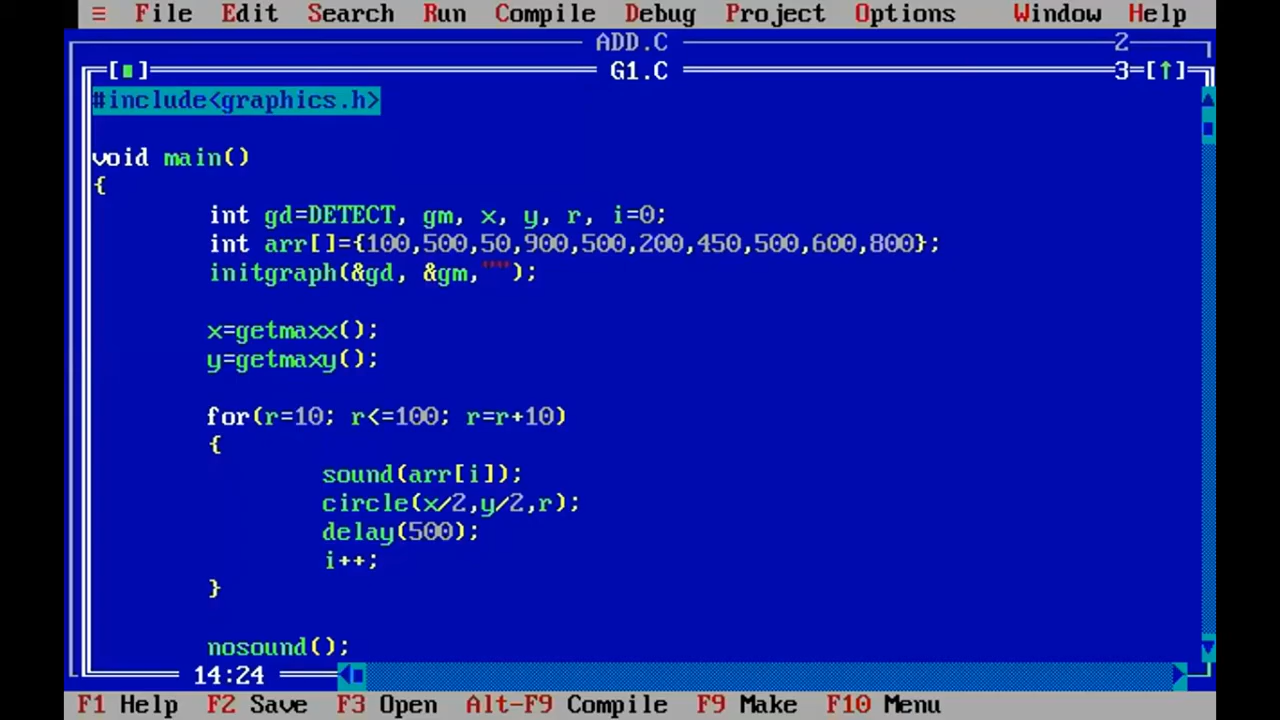 ≡ File Edit Search Run Compile Debug Project Options Window Help
ADD.C 2
[■] G1.C 3=[↑]
#include<graphics.h>
void main()
{
int gd=DETECT, gm, x, y, r, i=0;
int arr[]={100,500,50,900,500,200,450,500,600,800};
initgraph(&gd, &gm,"");
x=getmaxx();
y=getmaxy();
for(r=10; r<=100; r=r+10)
{
sound(arr[i]);
circle(x/2,y/2,r);
delay(500);
i++;
}
nosound();
14:24
F1 Help F2 Save F3 Open Alt-F9 Compile F9 Make F10 Menu